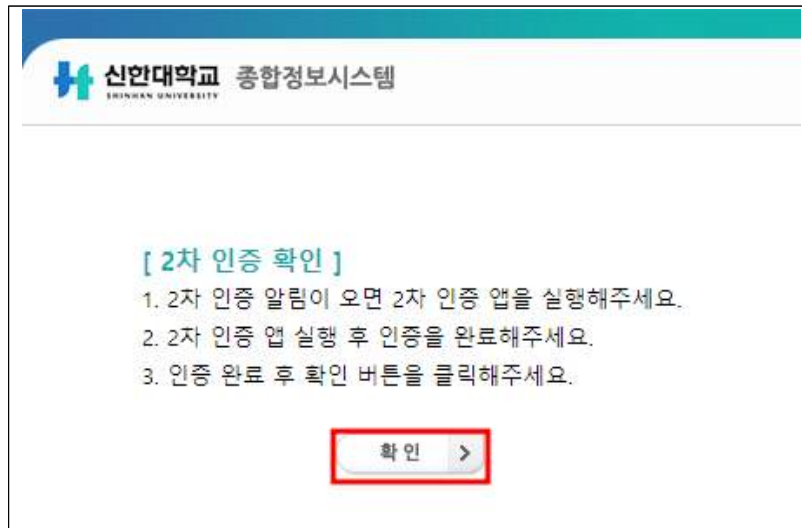 신한대학교 종합정보시스템
SHINHAN UNIVERSITY
[ 2차 인증 확인 ]
1. 2차 인증 알림이 오면 2차 인증 앱을 실행해주세요.
2. 2차 인증 앱 실행 후 인증을 완료해주세요.
3. 인증 완료 후 확인 버튼을 클릭해주세요.
확 인